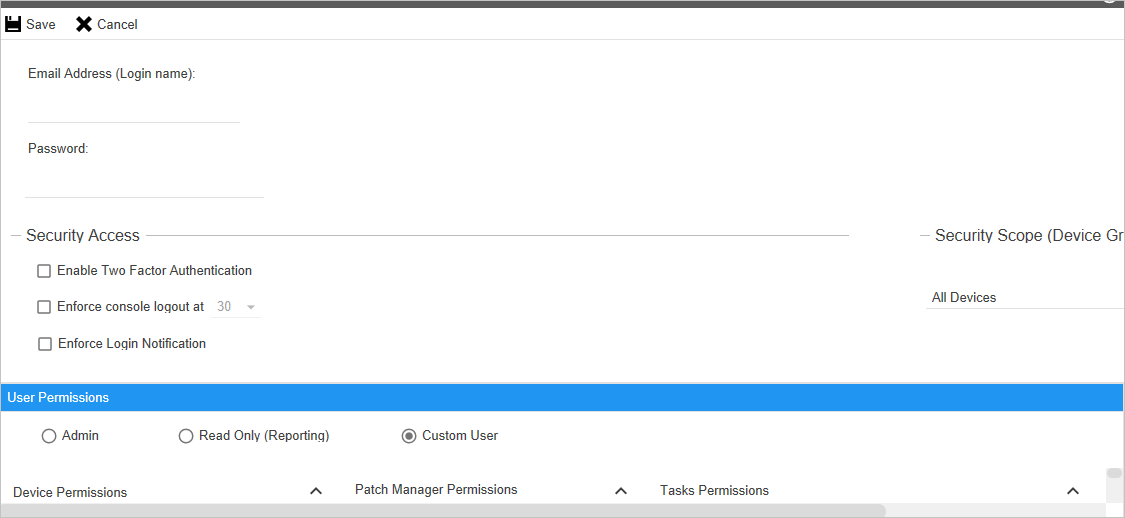 Save Cancel
Email Address (Login name):
Password:
Security Access
Security Scope (Device Gr
Enable Two Factor Authentication
Enforce console logout at 30
All Devices
Enforce Login Notification
User Permissions
Admin Read Only (Reporting) Custom User
Device Permissions Patch Manager Permissions Tasks Permissions